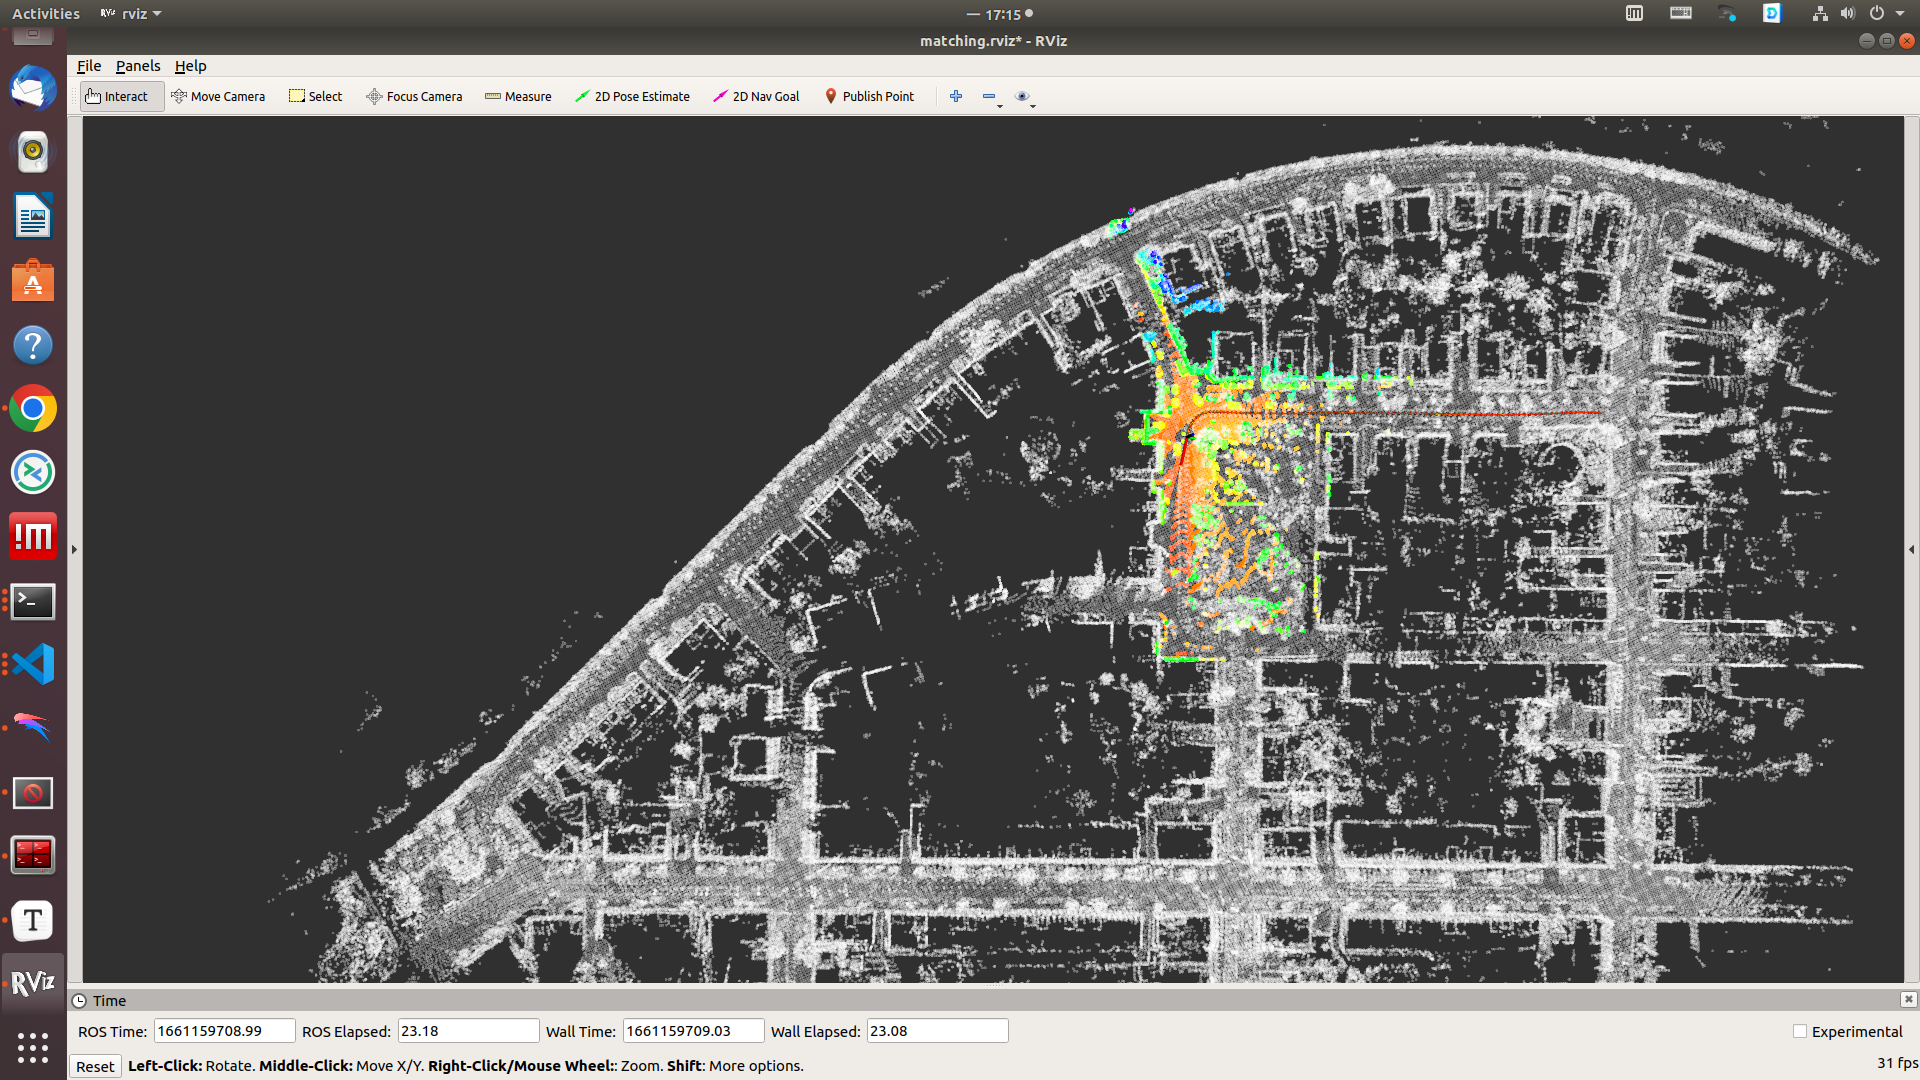 Activities rviz 17:15
matching.rviz* - RViz
File Panels Help
Interact Move Camera Select Focus Camera Measure 2D Pose Estimate 2D Nav Goal Publish Point
!m
T
RViz
Time
ROS Time: 1661159708.99 ROS Elapsed: 23.18 Wall Time: 1661159709.03 Wall Elapsed: 23.08 Experimental
Reset Left-Click: Rotate. Middle-Click: Move X/Y. Right-Click/Mouse Wheel:: Zoom. Shift: More options. 31 fps